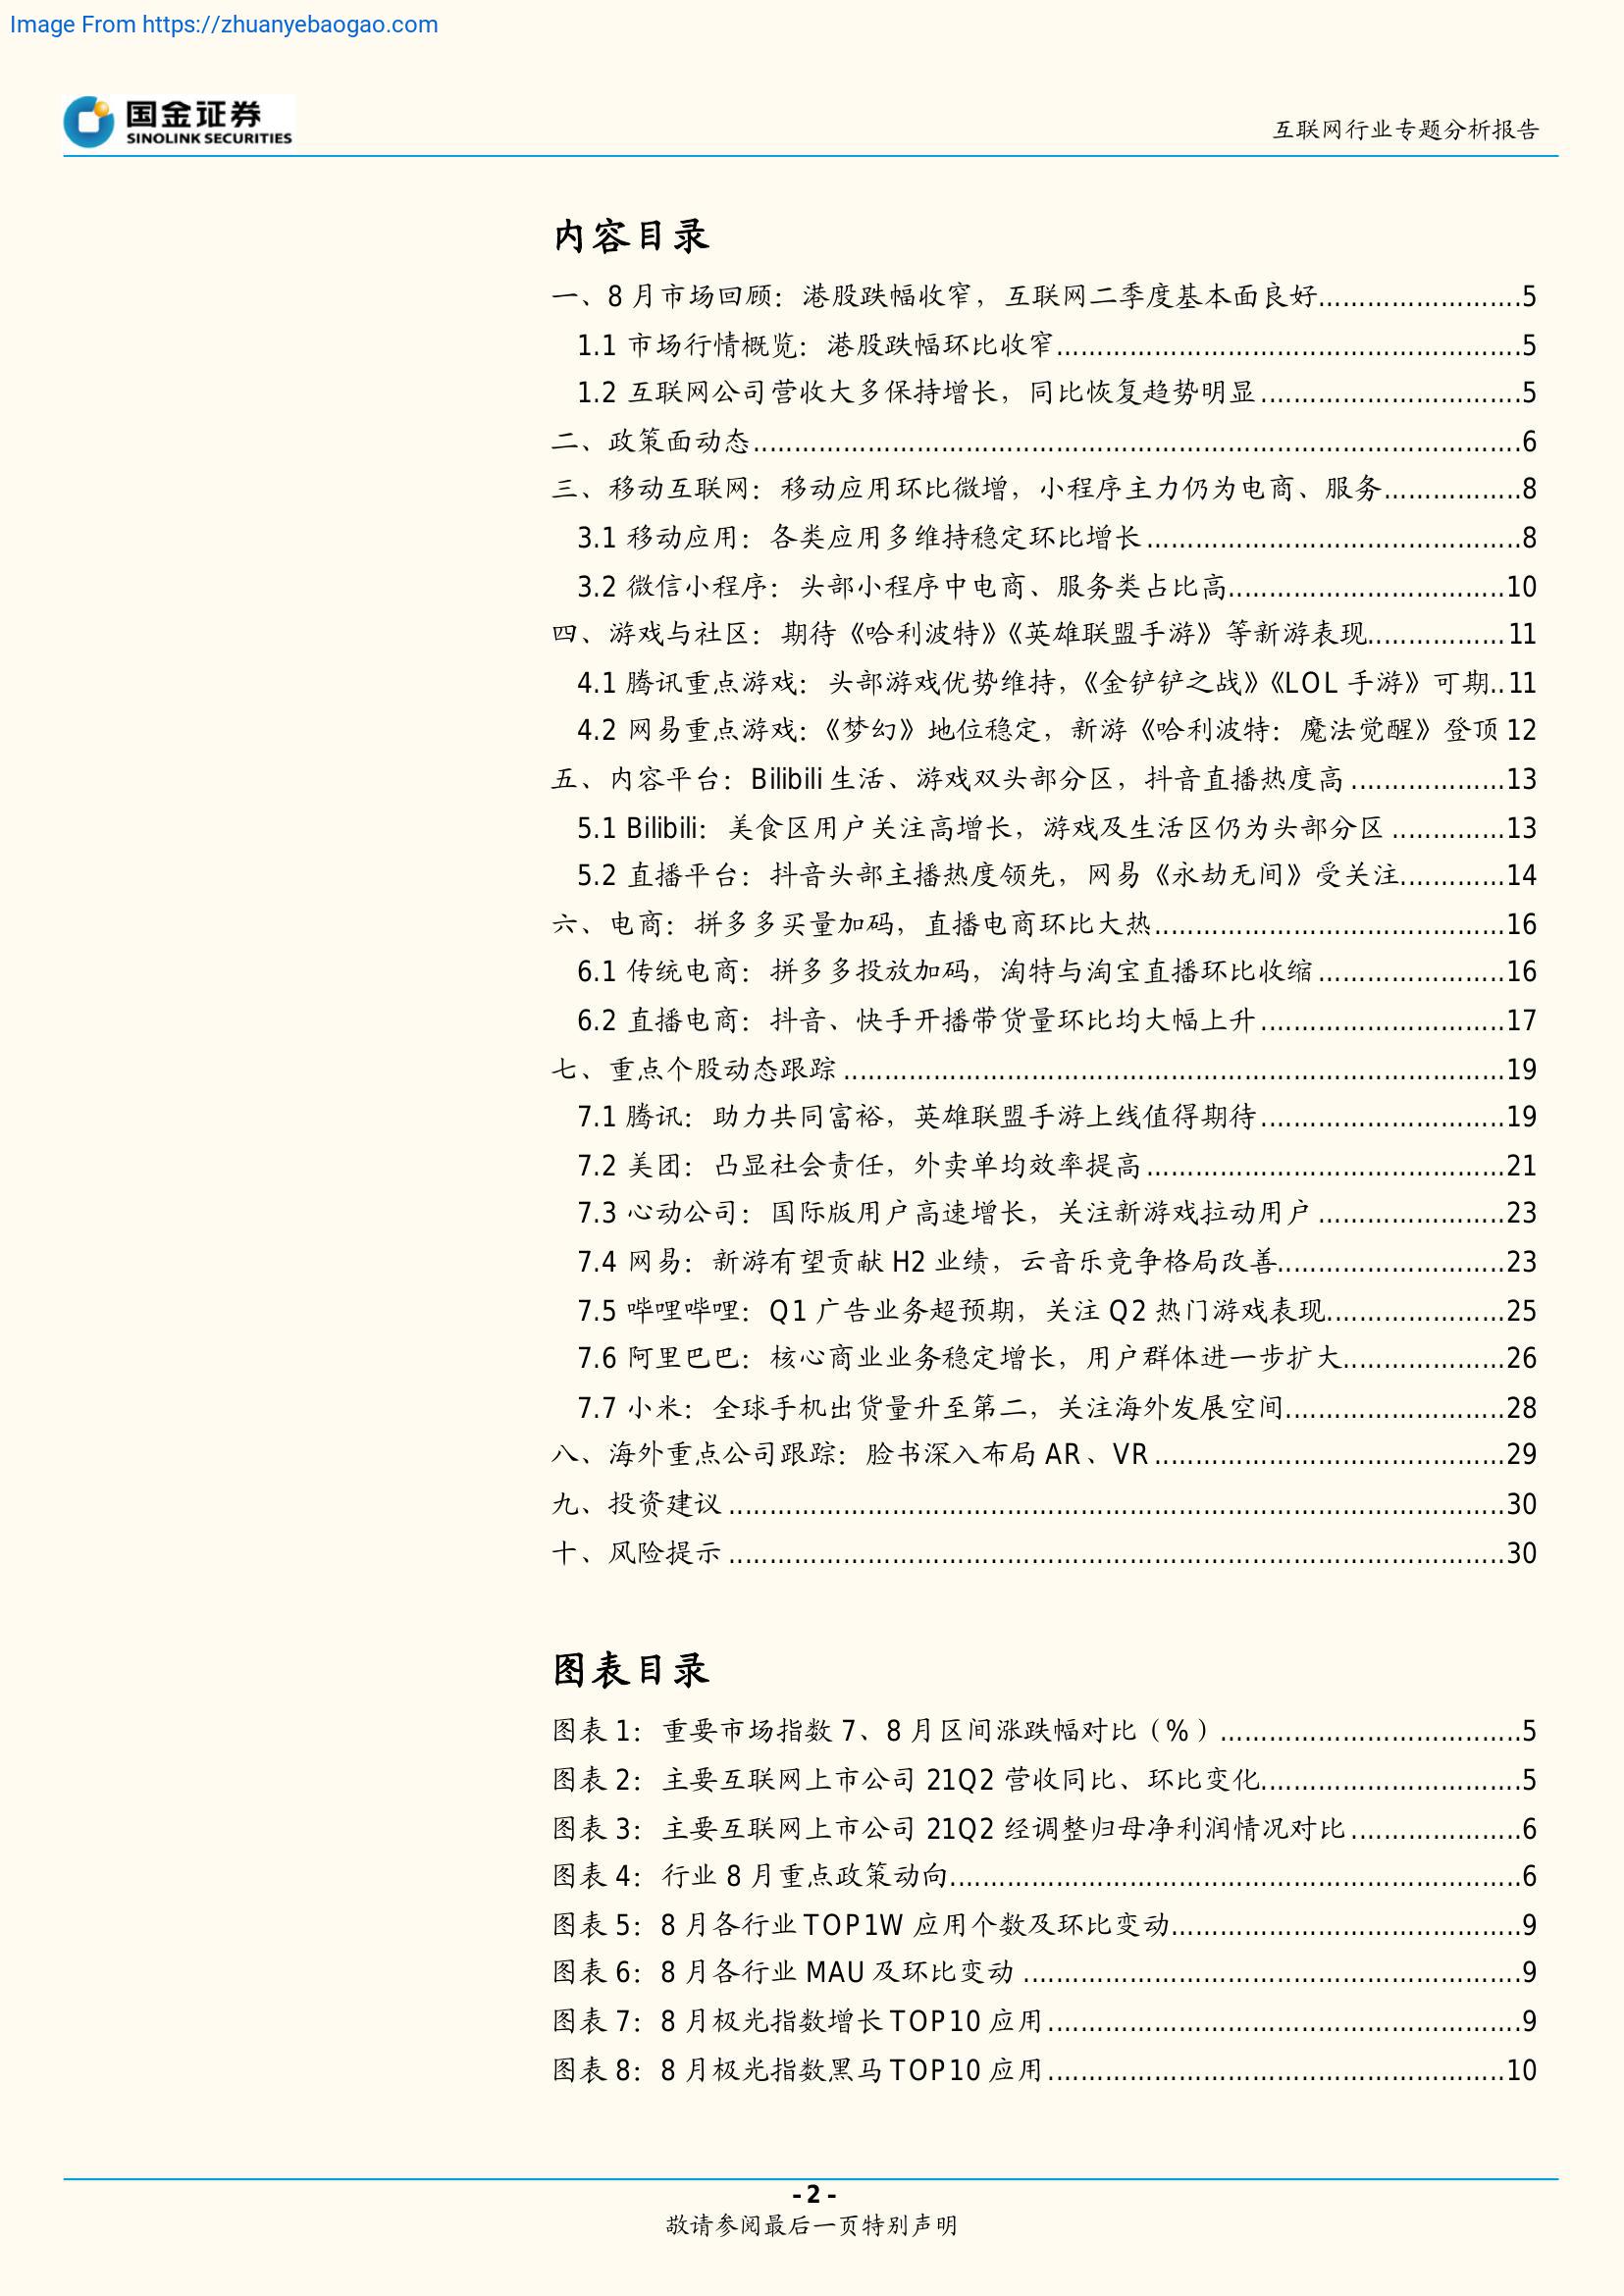 Image From https://zhuanyebaogao.com
国金证券
SINOLINK SECURITIES
互联网行业专题分析报告
内容目录
一、8 月市场回顾：港股跌幅收窄，互联网二季度基本面良好........................5
1.1 市场行情概览：港股跌幅环比收窄........................................................5
1.2 互联网公司营收大多保持增长，同比恢复趋势明显................................5
二、政策面动态.............................................................................................6
三、移动互联网：移动应用环比微增，小程序主力仍为电商、服务.................8
3.1 移动应用：各类应用多维持稳定环比增长.............................................8
3.2 微信小程序：头部小程序中电商、服务类占比高..................................10
四、游戏与社区：期待《哈利波特》《英雄联盟手游》等新游表现.................11
4.1 腾讯重点游戏：头部游戏优势维持，《金铲铲之战》《LOL 手游》可期..11
4.2 网易重点游戏：《梦幻》地位稳定，新游《哈利波特：魔法觉醒》登顶 12
五、内容平台：Bilibili 生活、游戏双头部分区，抖音直播热度高...................13
5.1 Bilibili：美食区用户关注高增长，游戏及生活区仍为头部分区..............13
5.2 直播平台：抖音头部主播热度领先，网易《永劫无间》受关注.............14
六、电商：拼多多买量加码，直播电商环比大热...........................................16
6.1 传统电商：拼多多投放加码，淘特与淘宝直播环比收缩.......................16
6.2 直播电商：抖音、快手开播带货量环比均大幅上升..............................17
七、重点个股动态跟踪.................................................................................19
7.1 腾讯：助力共同富裕，英雄联盟手游上线值得期待..............................19
7.2 美团：凸显社会责任，外卖单均效率提高............................................21
7.3 心动公司：国际版用户高速增长，关注新游戏拉动用户.......................23
7.4 网易：新游有望贡献 H2 业绩，云音乐竞争格局改善............................23
7.5 哔哩哔哩：Q1 广告业务超预期，关注 Q2 热门游戏表现......................25
7.6 阿里巴巴：核心商业业务稳定增长，用户群体进一步扩大....................26
7.7 小米：全球手机出货量升至第二，关注海外发展空间...........................28
八、海外重点公司跟踪：脸书深入布局 AR、VR...........................................29
九、投资建议...............................................................................................30
十、风险提示...............................................................................................30
图表目录
图表 1：重要市场指数 7、8 月区间涨跌幅对比（%）.....................................5
图表 2：主要互联网上市公司 21Q2 营收同比、环比变化................................5
图表 3：主要互联网上市公司 21Q2 经调整归母净利润情况对比.....................6
图表 4：行业 8 月重点政策动向......................................................................6
图表 5：8 月各行业 TOP1W 应用个数及环比变动...........................................9
图表 6：8 月各行业 MAU 及环比变动.............................................................9
图表 7：8 月极光指数增长 TOP10 应用..........................................................9
图表 8：8 月极光指数黑马 TOP10 应用........................................................10
- 2 -
敬请参阅最后一页特别声明